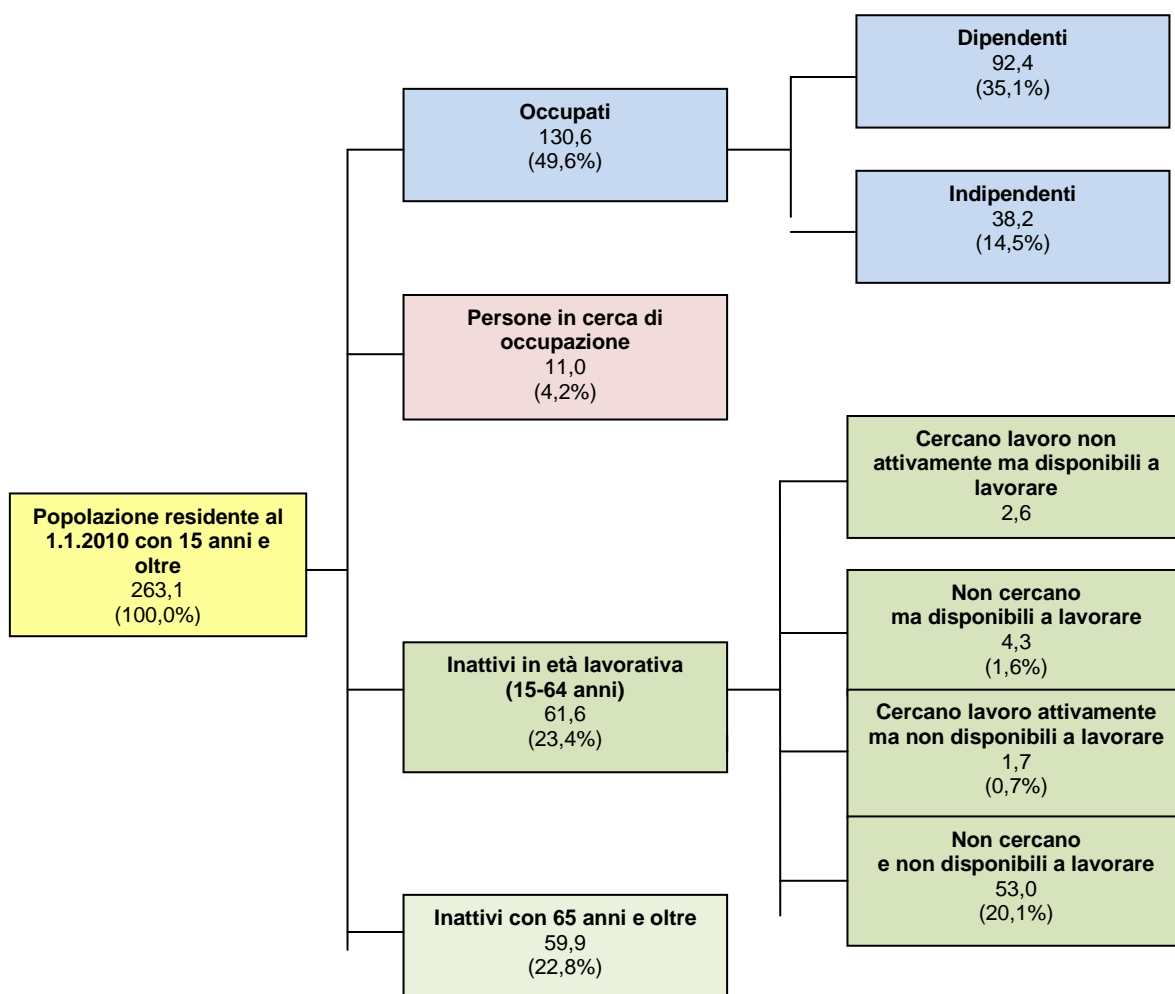 Dipendenti
92,4
(35,1%)
Occupati
130,6
(49,6%)
Indipendenti
38,2
(14,5%)
Persone in cerca di
occupazione
11,0
(4,2%)
Cercano lavoro non
attivamente ma disponibili a
lavorare
2,6
Popolazione residente al
1.1.2010 con 15 anni e
oltre
263,1
(100,0%)
Non cercano
ma disponibili a lavorare
4,3
(1,6%)
Inattivi in età lavorativa
(15-64 anni)
61,6
(23,4%)
Cercano lavoro attivamente
ma non disponibili a lavorare
1,7
(0,7%)
Non cercano
e non disponibili a lavorare
53,0
(20,1%)
Inattivi con 65 anni e oltre
59,9
(22,8%)